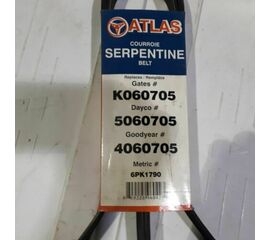 ATLAS
COURROIE
SERPENTINE
BELT
Replaces / Remplace
Gates #
K060705
Dayco #
5060705
Goodyear #
4060705
Metric #
6PK1790